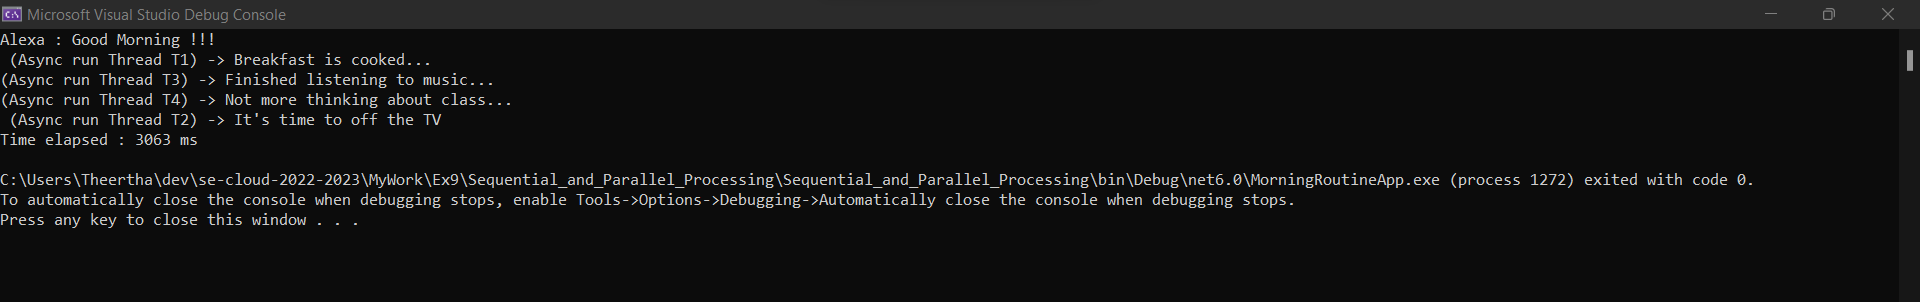 Microsoft Visual Studio Debug Console
Alexa : Good Morning !!!
 (Async run Thread T1) -> Breakfast is cooked...
(Async run Thread T3) -> Finished listening to music...
(Async run Thread T4) -> Not more thinking about class...
 (Async run Thread T2) -> It's time to off the TV
Time elapsed : 3063 ms
C:\Users\Theertha\dev\se-cloud-2022-2023\MyWork\Ex9\Sequential_and_Parallel_Processing\Sequential_and_Parallel_Processing\bin\Debug\net6.0\MorningRoutineApp.exe (process 1272) exited with code 0.
To automatically close the console when debugging stops, enable Tools->Options->Debugging->Automatically close the console when debugging stops.
Press any key to close this window . . .